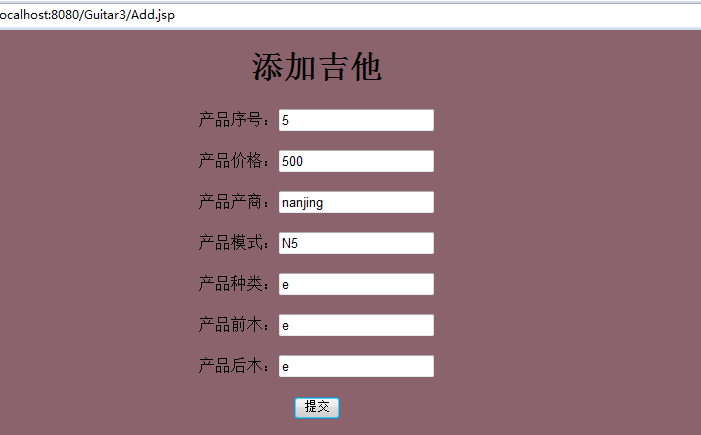 ocalhost:8080/Guitar3/Add.jsp
添加吉他
产品序号：5
产品价格：500
产品产商：nanjing
产品模式：N5
产品种类：e
产品前木：e
产品后木：e
提交